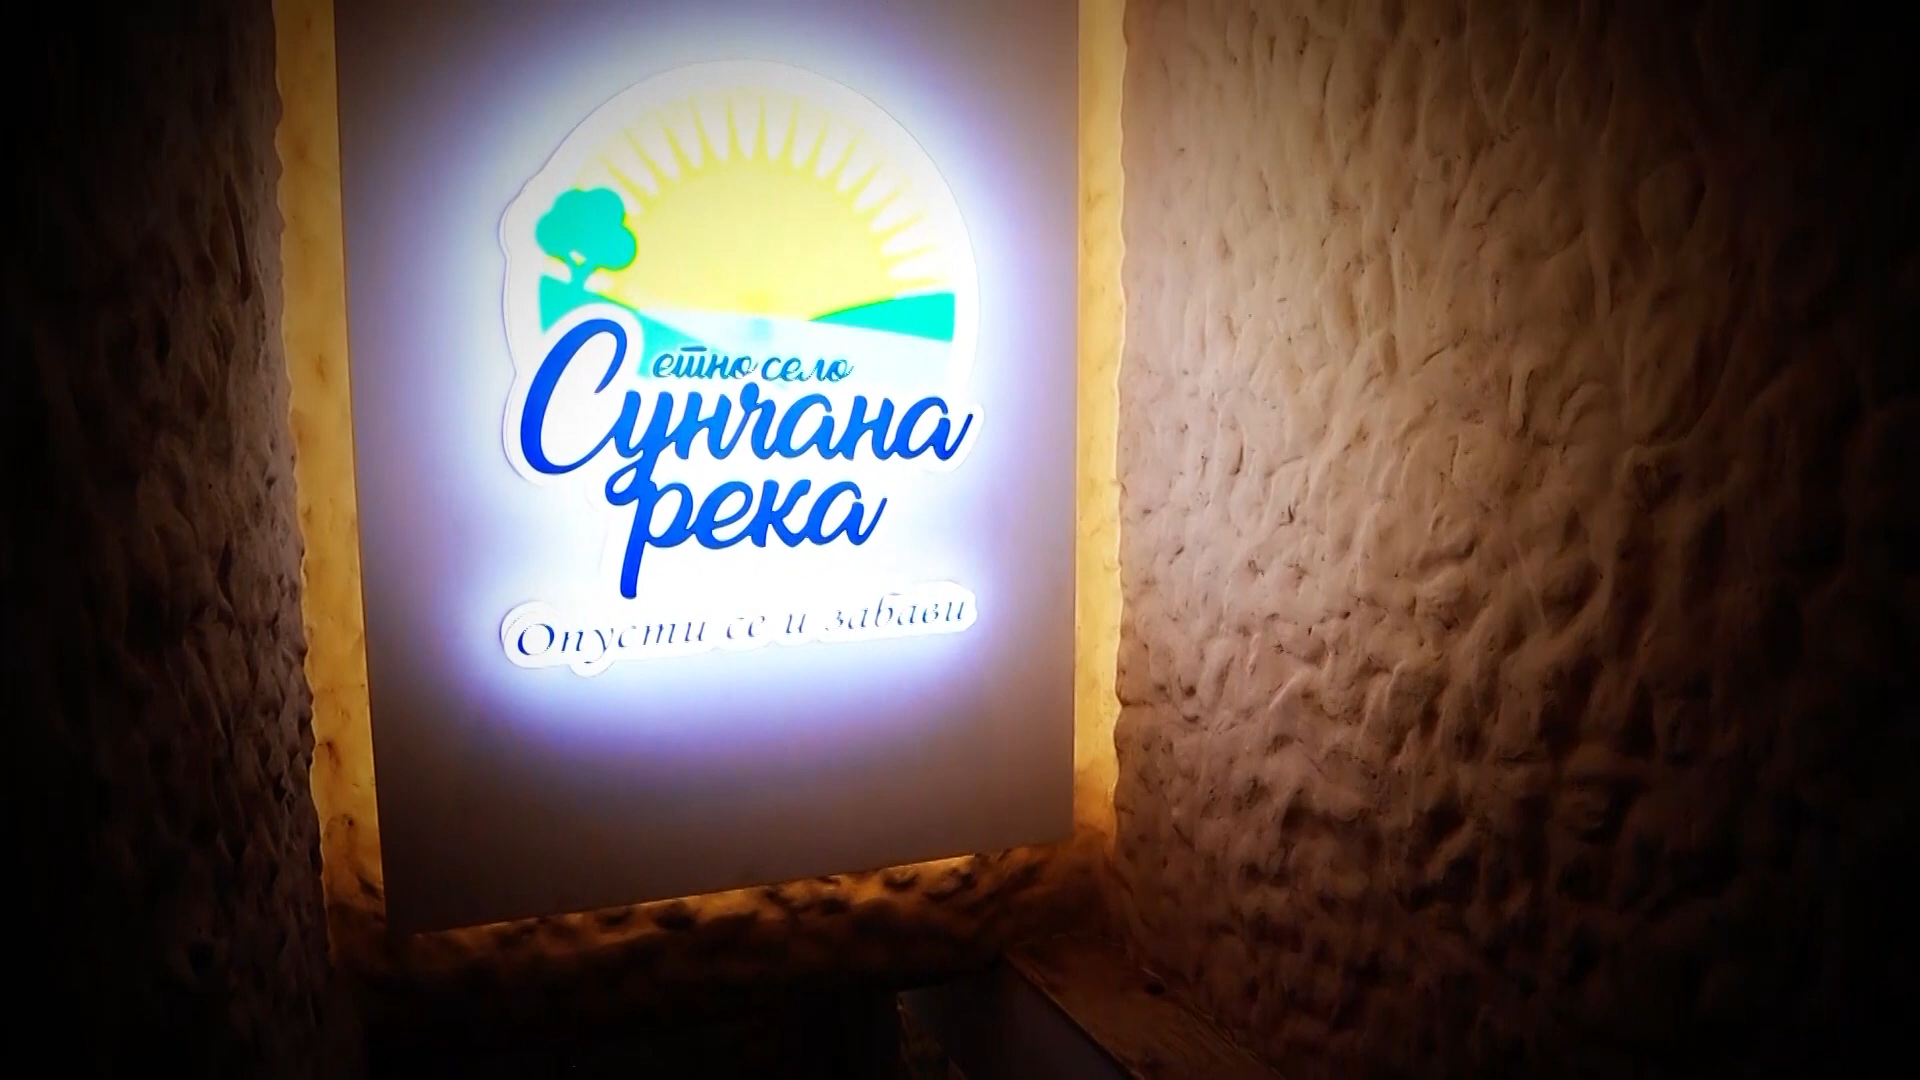 етно село
Сунчана
река
Опусти се и забави